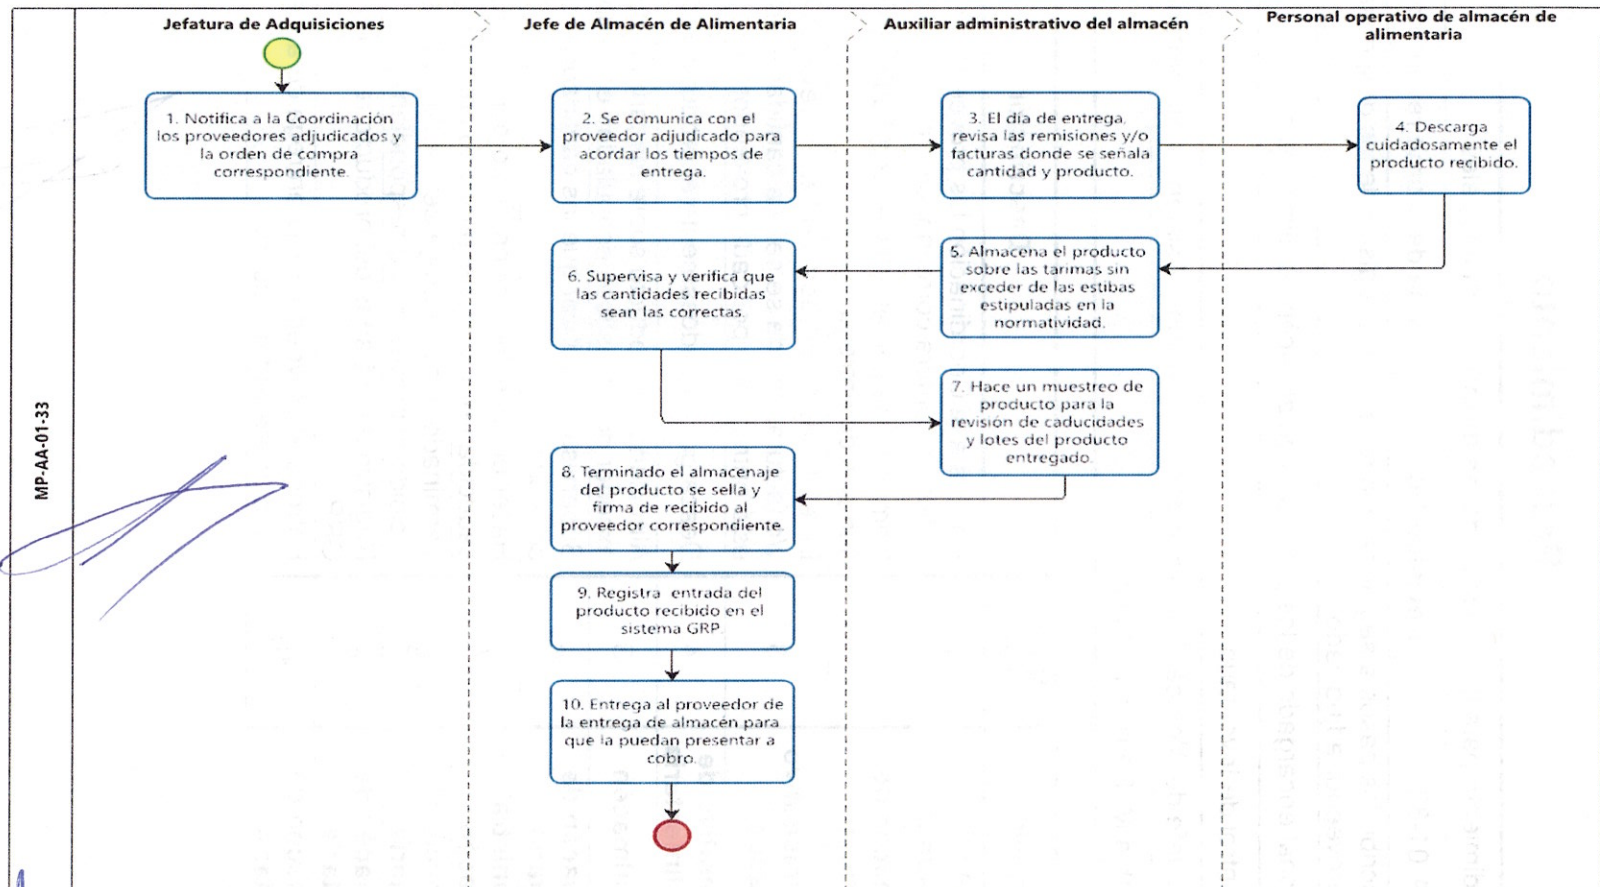 Jefatura de Adquisiciones
Jefe de Almacén de Alimentaria
Auxiliar administrativo del almacén
Personal operativo de almacén de
alimentaria
1. Notifica a la Coordinación
los proveedores adjudicados y
la orden de compra
correspondiente.
2. Se comunica con el
proveedor adjudicado para
acordar los tiempos de
entrega.
3. El día de entrega,
revisa las remisiones y/o
facturas donde se señala
cantidad y producto.
4. Descarga
cuidadosamente el
producto recibido.
5. Almacena el producto
sobre las tarimas sin
exceder de las estibas
estipuladas en la
normatividad.
6. Supervisa y verifica que
las cantidades recibidas
sean las correctas.
7. Hace un muestreo de
producto para la
revisión de caducidades
y lotes del producto
entregado.
8. Terminado el almacenaje
del producto se sella y
firma de recibido al
proveedor correspondiente.
9. Registra entrada del
producto recibido en el
sistema GRP.
10. Entrega al proveedor de
la entrega de almacén para
que la puedan presentar a
cobro.
MP-AA-01-33